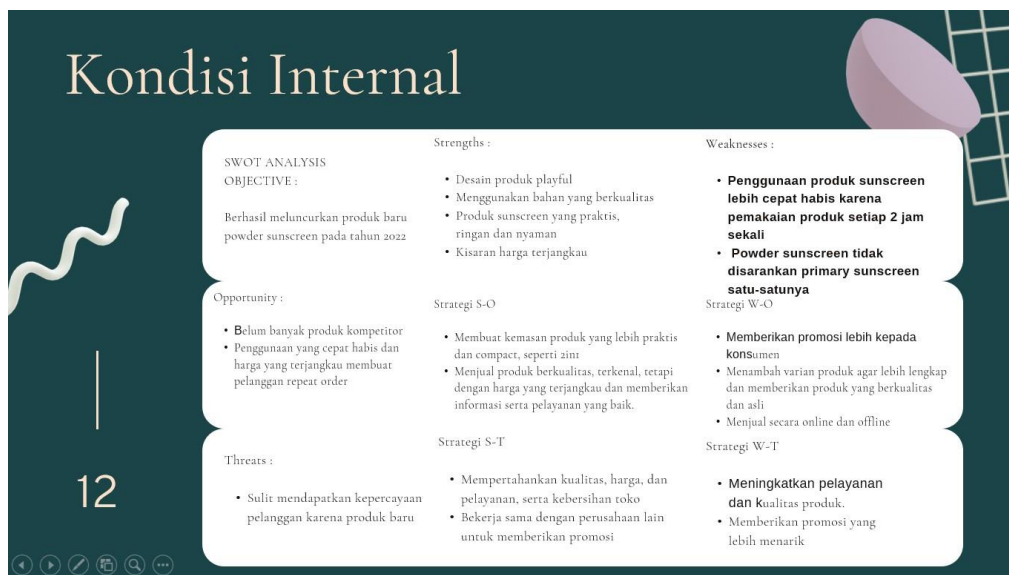 Kondisi Internal
SWOT ANALYSIS
OBJECTIVE :
Berhasil meluncurkan produk baru
powder sunscreen pada tahun 2022
Strengths :
• Desain produk playful
• Menggunakan bahan yang berkualitas
• Produk sunscreen yang praktis,
ringan dan nyaman
• Kisaran harga terjangkau
Weaknesses :
• Penggunaan produk sunscreen
lebih cepat habis karena
pemakaian produk setiap 2 jam
sekali
• Powder sunscreen tidak
disarankan primary sunscreen
satu-satunya
Opportunity :
• Belum banyak produk kompetitor
• Penggunaan yang cepat habis dan
harga yang terjangkau membuat
pelanggan repeat order
Strategi S-O
• Membuat kemasan produk yang lebih praktis
dan compact, seperti 2in1
• Menjual produk berkualitas, terkenal, tetapi
dengan harga yang terjangkau dan memberikan
informasi serta pelayanan yang baik.
Strategi W-O
• Memberikan promosi lebih kepada
konsumen
• Menambah varian produk agar lebih lengkap
dan memberikan produk yang berkualitas
dan asli
• Menjual secara online dan offline
Threats :
• Sulit mendapatkan kepercayaan
pelanggan karena produk baru
Strategi S-T
• Mempertahankan kualitas, harga, dan
pelayanan, serta kebersihan toko
• Bekerja sama dengan perusahaan lain
untuk memberikan promosi
Strategi W-T
• Meningkatkan pelayanan
dan kualitas produk.
• Memberikan promosi yang
lebih menarik
12